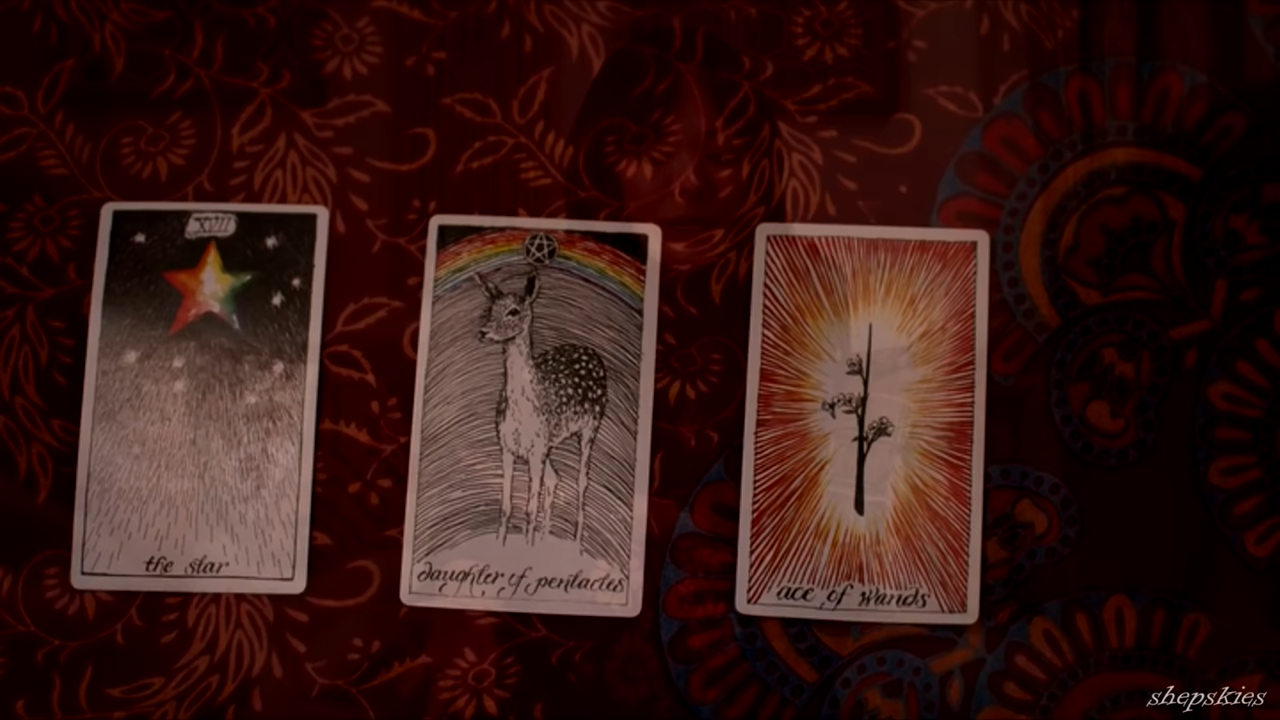 XVII
the star
daughter of pentacles
ace of wands
shepskies